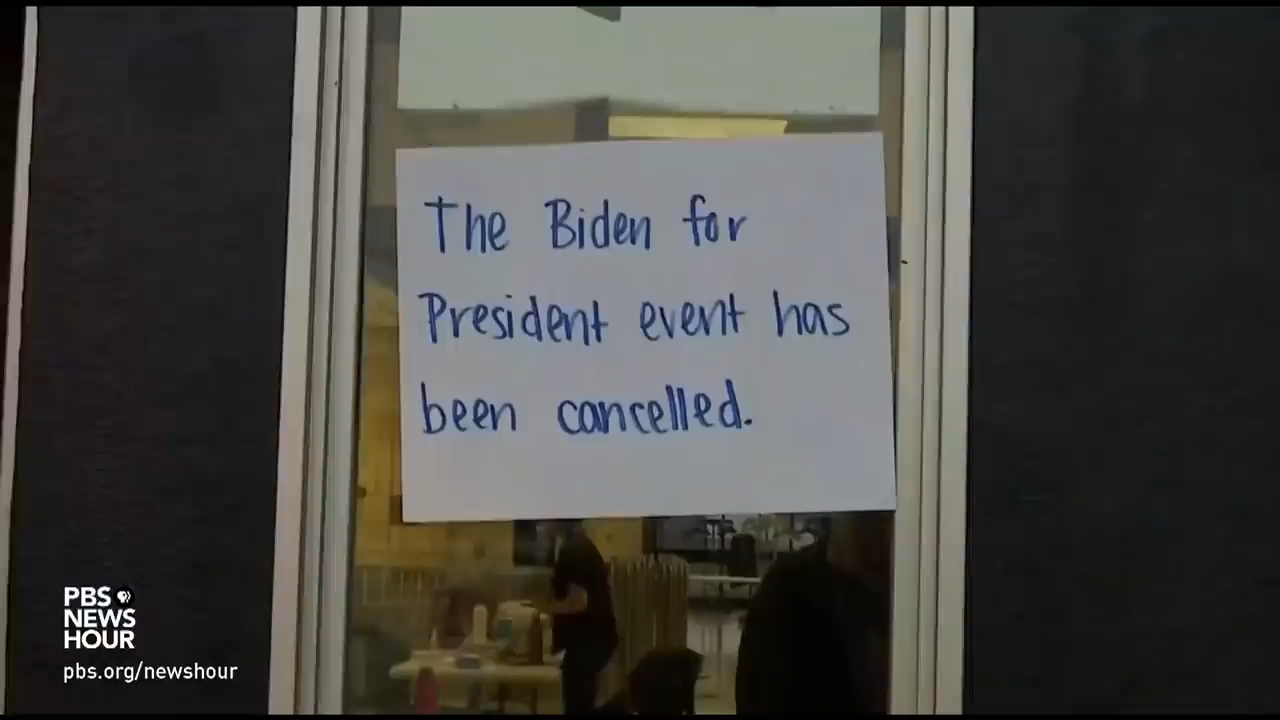 The Biden for
President event has
been cancelled.
PBS
NEWS
HOUR
pbs.org/newshour